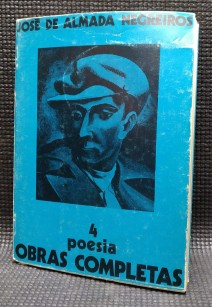 JOSÉ DE ALMADA NEGREIROS
4
poesia
OBRAS COMPLETAS